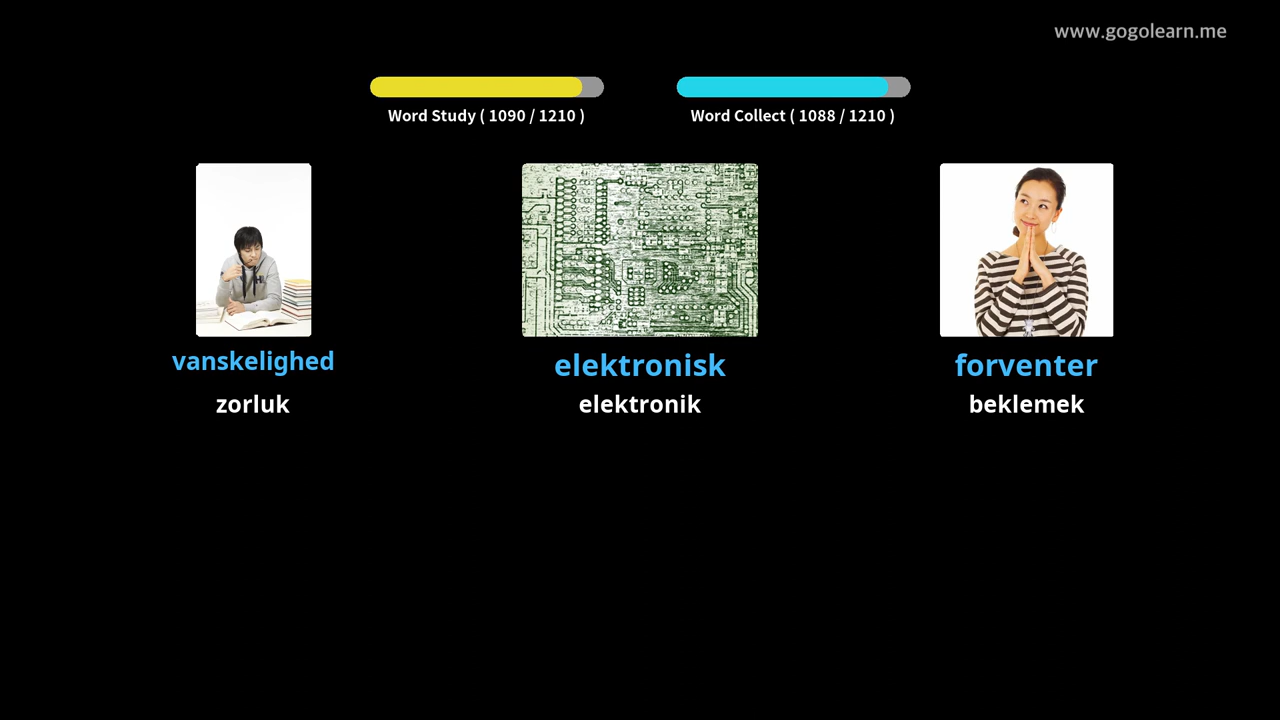 www.gogolearn.me
Word Study ( 1090 / 1210 )
Word Collect ( 1088 / 1210 )
vanskelighed
elektronisk
forventer
zorluk
elektronik
beklemek